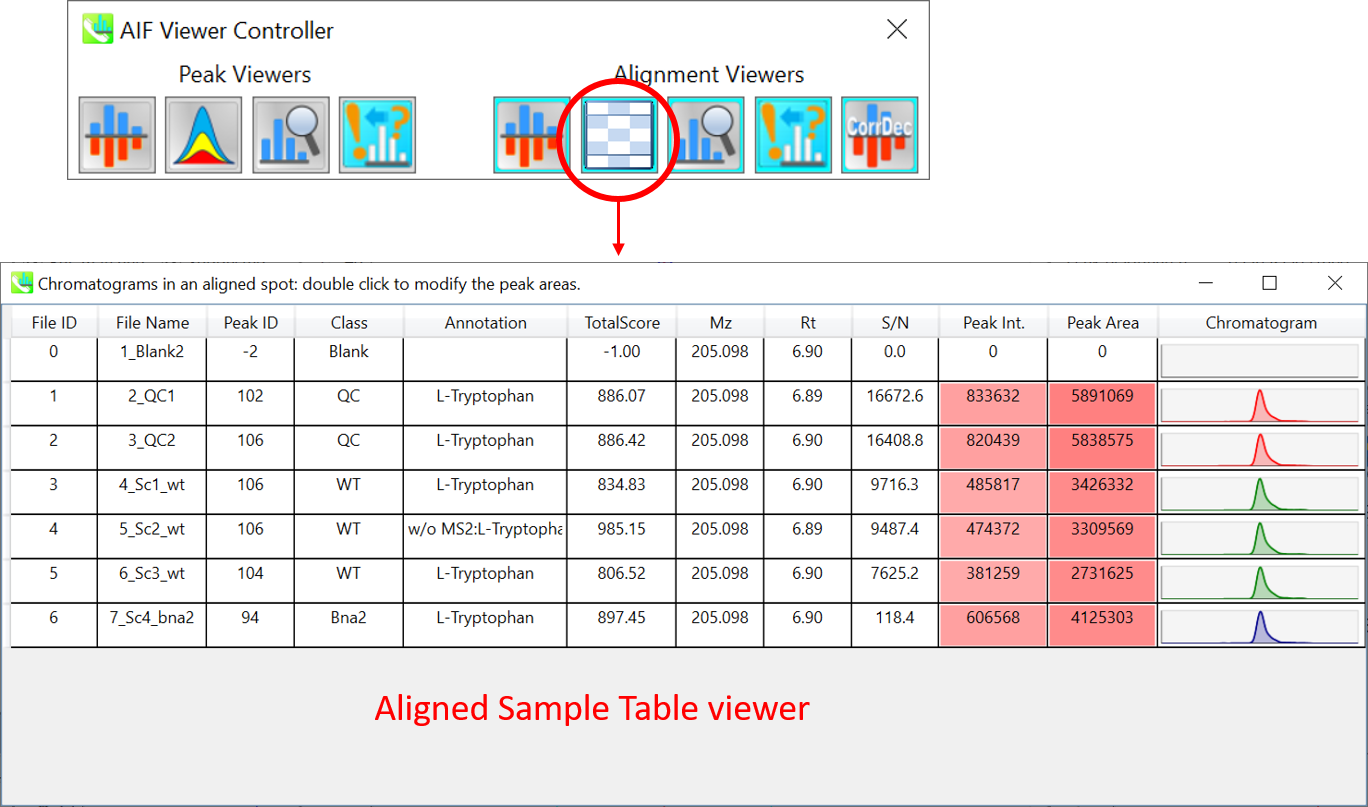 AIF Viewer Controller
Peak Viewers Alignment Viewers
CorrDec
Chromatograms in an aligned spot: double click to modify the peak areas.
File ID File Name Peak ID Class Annotation TotalScore Mz Rt S/N Peak Int. Peak Area Chromatogram
0 1_Blank2 -2 Blank -1.00 205.098 6.90 0.0 0 0
1 2_QC1 102 QC L-Tryptophan 886.07 205.098 6.89 16672.6 833632 5891069
2 3_QC2 106 QC L-Tryptophan 886.42 205.098 6.90 16408.8 820439 5838575
3 4_Sc1_wt 106 WT L-Tryptophan 834.83 205.098 6.90 9716.3 485817 3426332
4 5_Sc2_wt 106 WT w/o MS2:L-Tryptopha 985.15 205.098 6.89 9487.4 474372 3309569
5 6_Sc3_wt 104 WT L-Tryptophan 806.52 205.098 6.90 7625.2 381259 2731625
6 7_Sc4_bna2 94 Bna2 L-Tryptophan 897.45 205.098 6.90 118.4 606568 4125303
Aligned Sample Table viewer